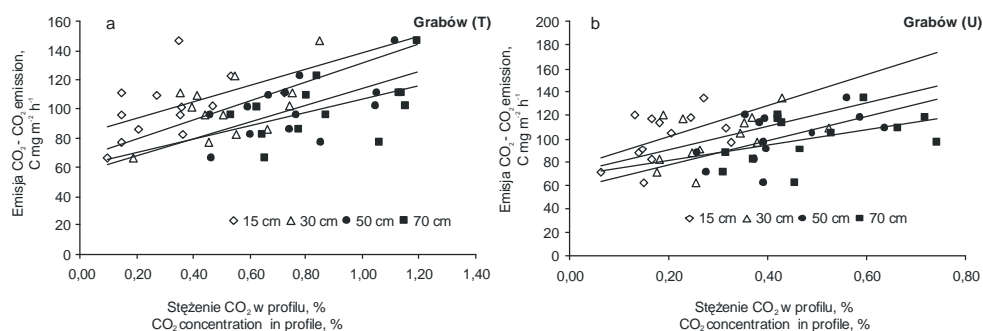 a
Grabów (T)
Emisja CO₂ - CO₂ emission,
C mg m⁻² h⁻¹
160
140
120
100
80
60
40
20
0
◇ 15 cm △ 30 cm ● 50 cm ■ 70 cm
0,00 0,20 0,40 0,60 0,80 1,00 1,20 1,40
Stężenie CO₂ w profilu, %
CO₂ concentration in profile, %
b
Grabów (U)
Emisja CO₂ - CO₂ emission,
C mg m⁻² h⁻¹
200
180
160
140
120
100
80
60
40
20
0
◇ 15 cm △ 30 cm ● 50 cm ■ 70 cm
0,00 0,20 0,40 0,60 0,80
Stężenie CO₂ w profilu, %
CO₂ concentration in profile, %